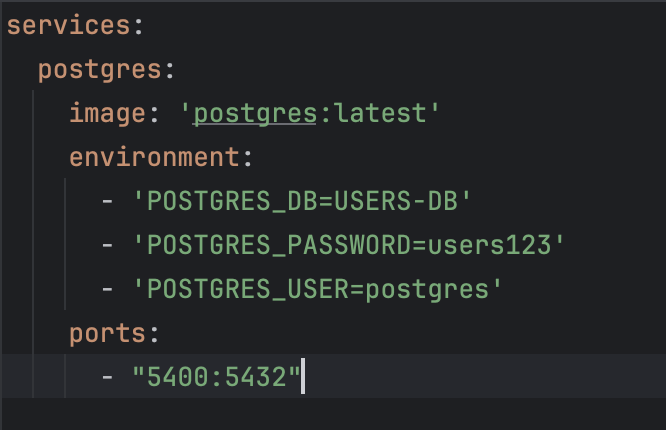 services:
  postgres:
    image: 'postgres:latest'
    environment:
      - 'POSTGRES_DB=USERS-DB'
      - 'POSTGRES_PASSWORD=users123'
      - 'POSTGRES_USER=postgres'
    ports:
      - "5400:5432"